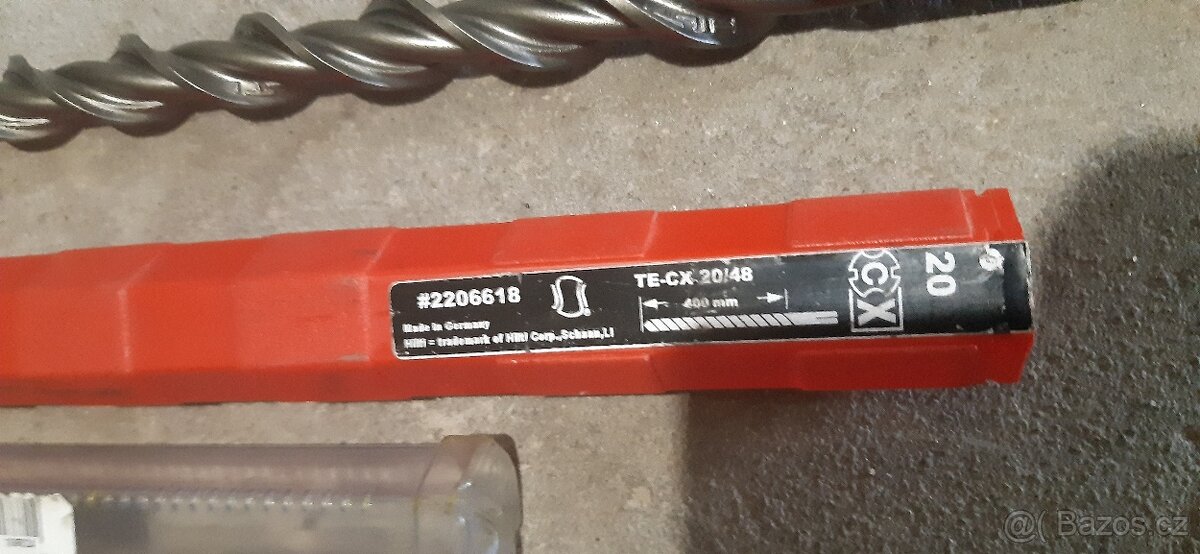 #2206618
Made in Germany
Hilti = trademark of Hilti Corp.,Schaan,LI
TE-CX 20/48
400 mm
CX
20
@( Bazos.cz